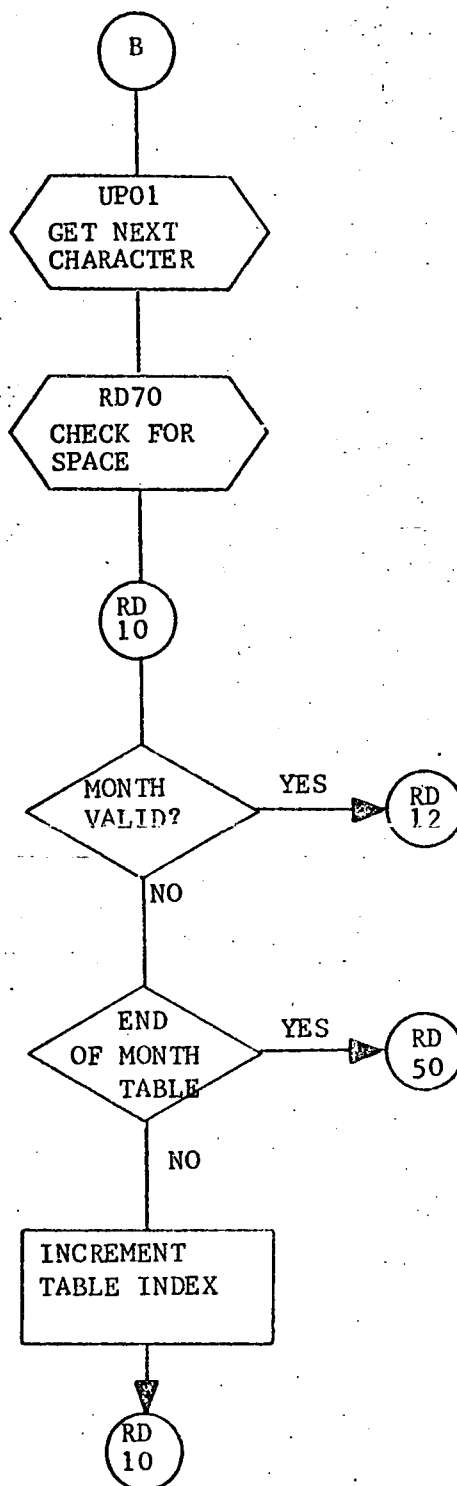 B
UP01
GET NEXT
CHARACTER
RD70
CHECK FOR
SPACE
RD
10
MONTH
VALID?
YES
RD
12
NO
END
OF MONTH
TABLE
YES
RD
50
NO
INCREMENT
TABLE INDEX
RD
10